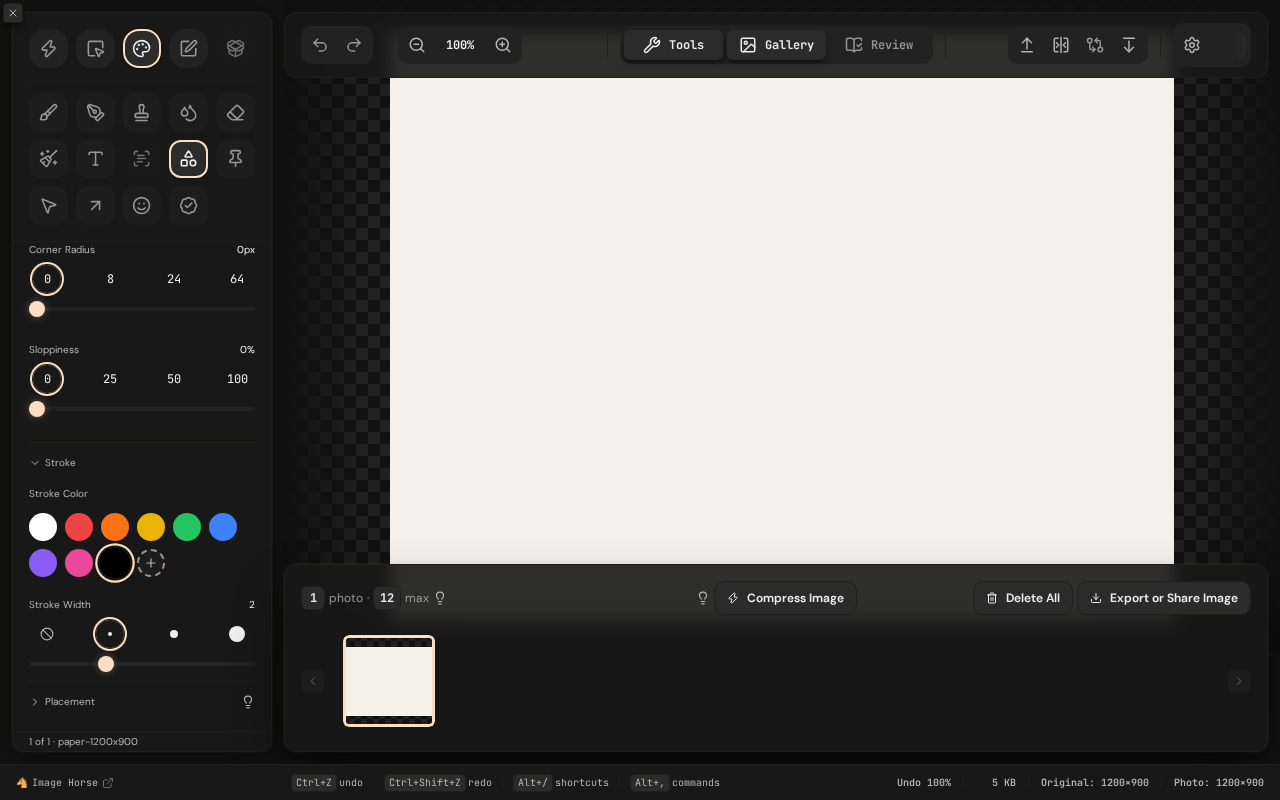 100%
Tools
Gallery
Review
Corner Radius 0px
0 8 24 64
Sloppiness 0%
0 25 50 100
Stroke
Stroke Color
Stroke Width 2
Placement
1 of 1 · paper-1200x900
1 photo · 12 max
Compress Image
Delete All
Export or Share Image
🐴 Image Horse
Ctrl+Z undo
Ctrl+Shift+Z redo
Alt+/ shortcuts
Alt+, commands
Undo 100%
5 KB
Original: 1200×900
Photo: 1200×900